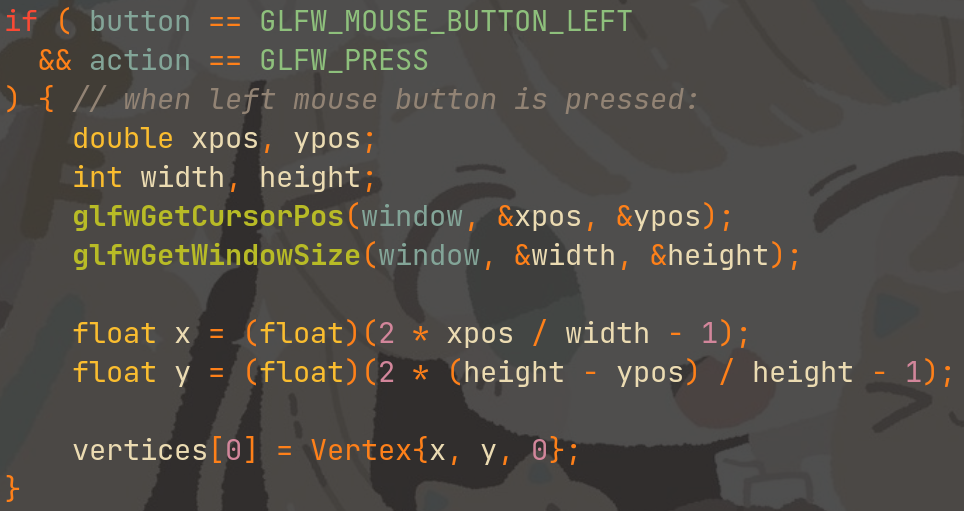 if ( button == GLFW_MOUSE_BUTTON_LEFT
  && action == GLFW_PRESS
) { // when left mouse button is pressed:
    double xpos, ypos;
    int width, height;
    glfwGetCursorPos(window, &xpos, &ypos);
    glfwGetWindowSize(window, &width, &height);

    float x = (float)(2 * xpos / width - 1);
    float y = (float)(2 * (height - ypos) / height - 1);

    vertices[0] = Vertex{x, y, 0};
}